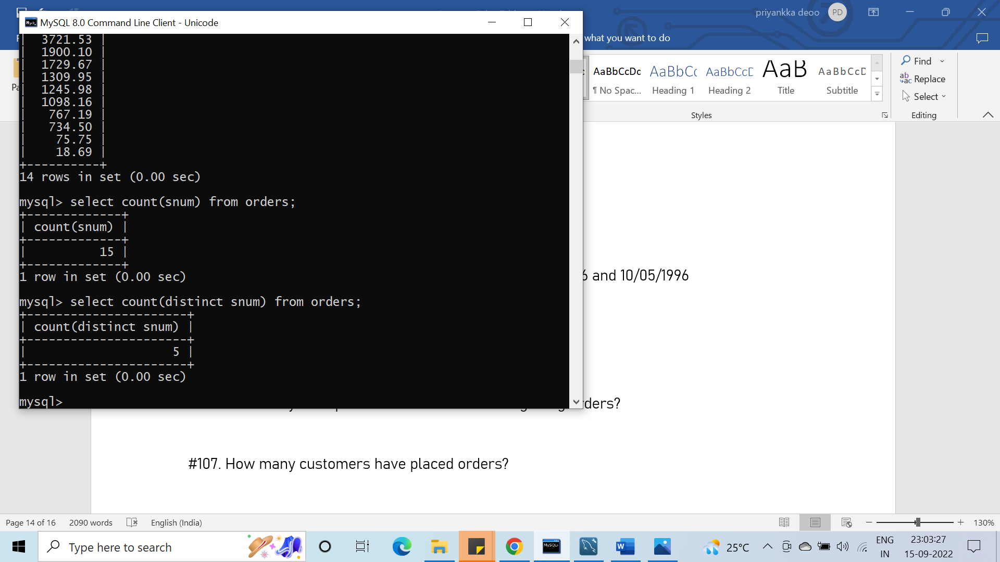 priyankka deoo PD
MySQL 8.0 Command Line Client - Unicode
what you want to do
| 3721.53 |
| 1900.10 |
| 1729.67 |
| 1309.95 |
| 1245.98 |
| 1098.16 |
| 767.19 |
| 734.50 |
| 75.75 |
| 18.69 |
+-----------+
14 rows in set (0.00 sec)
mysql> select count(snum) from orders;
+-------------+
| count(snum) |
+-------------+
| 15 |
+-------------+
1 row in set (0.00 sec)
mysql> select count(distinct snum) from orders;
+----------------------+
| count(distinct snum) |
+----------------------+
| 5 |
+----------------------+
1 row in set (0.00 sec)
mysql>
Pa
AaBbCcDc AaBbC AaBbCcD AaB AaBbCcD
¶ No Spac... Heading 1 Heading 2 Title Subtitle
Styles
Find
Replace
Select
Editing
6 and 10/05/1996
ders?
#107. How many customers have placed orders?
Page 14 of 16 2090 words English (India) 130%
Type here to search
MySQL>
W
25°C
ENG
IN
23:03:27
15-09-2022